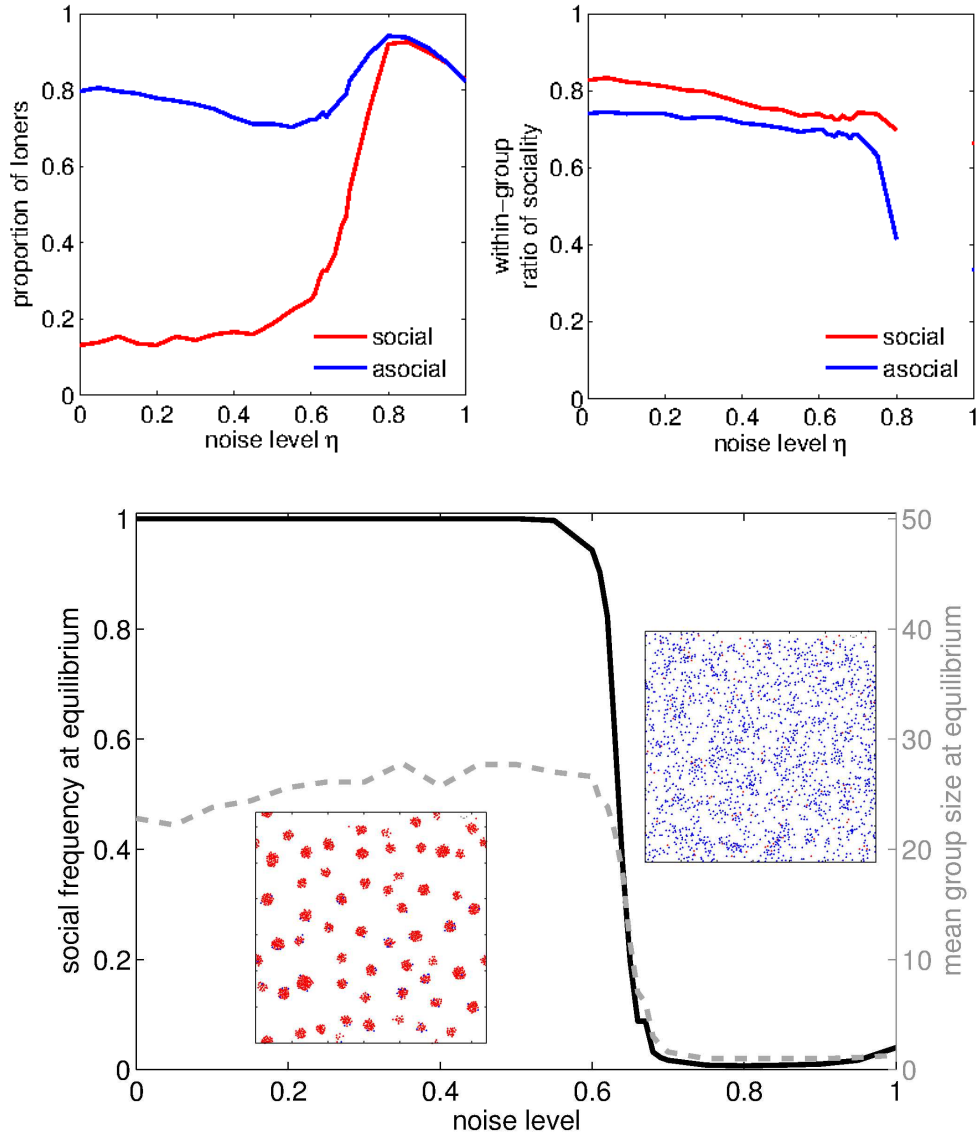 1
0.8
0.6
0.4
0.2
0
proportion of loners
social
asocial
0 0.2 0.4 0.6 0.8 1
noise level η
1
0.8
0.6
0.4
0.2
0
within-group
ratio of sociality
social
asocial
0 0.2 0.4 0.6 0.8 1
noise level η
1
0.8
0.6
0.4
0.2
0
social frequency at equilibrium
50
40
30
20
10
0
mean group size at equilibrium
0 0.2 0.4 0.6 0.8 1
noise level